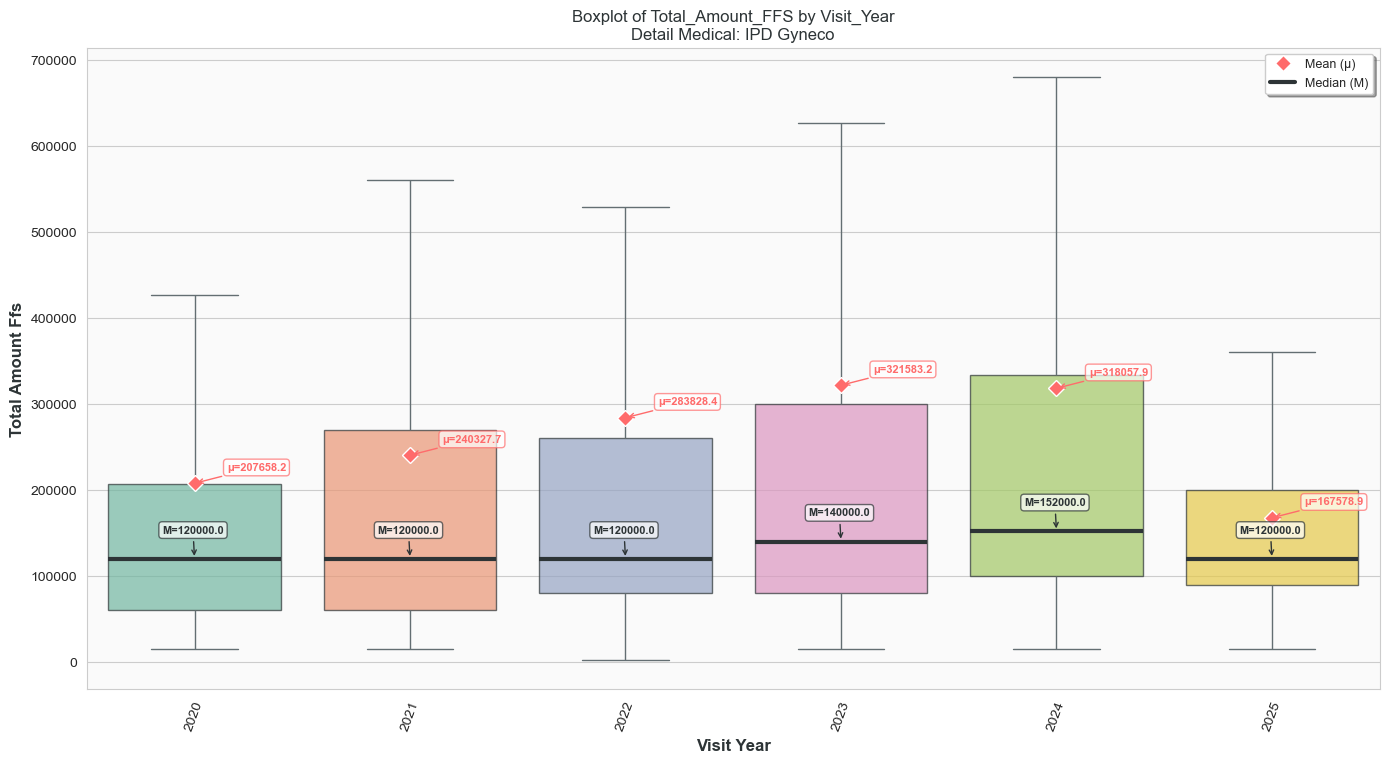 Boxplot of Total_Amount_FFS by Visit_Year
Detail Medical: IPD Gyneco
Mean (μ)
Median (M)
Total Amount Ffs
700000
600000
500000
400000
300000
200000
100000
0
μ=207658.2
M=120000.0
μ=240327.7
M=120000.0
μ=283828.4
M=120000.0
μ=321583.2
M=140000.0
μ=318057.9
M=152000.0
μ=167578.9
M=120000.0
2020
2021
2022
2023
2024
2025
Visit Year